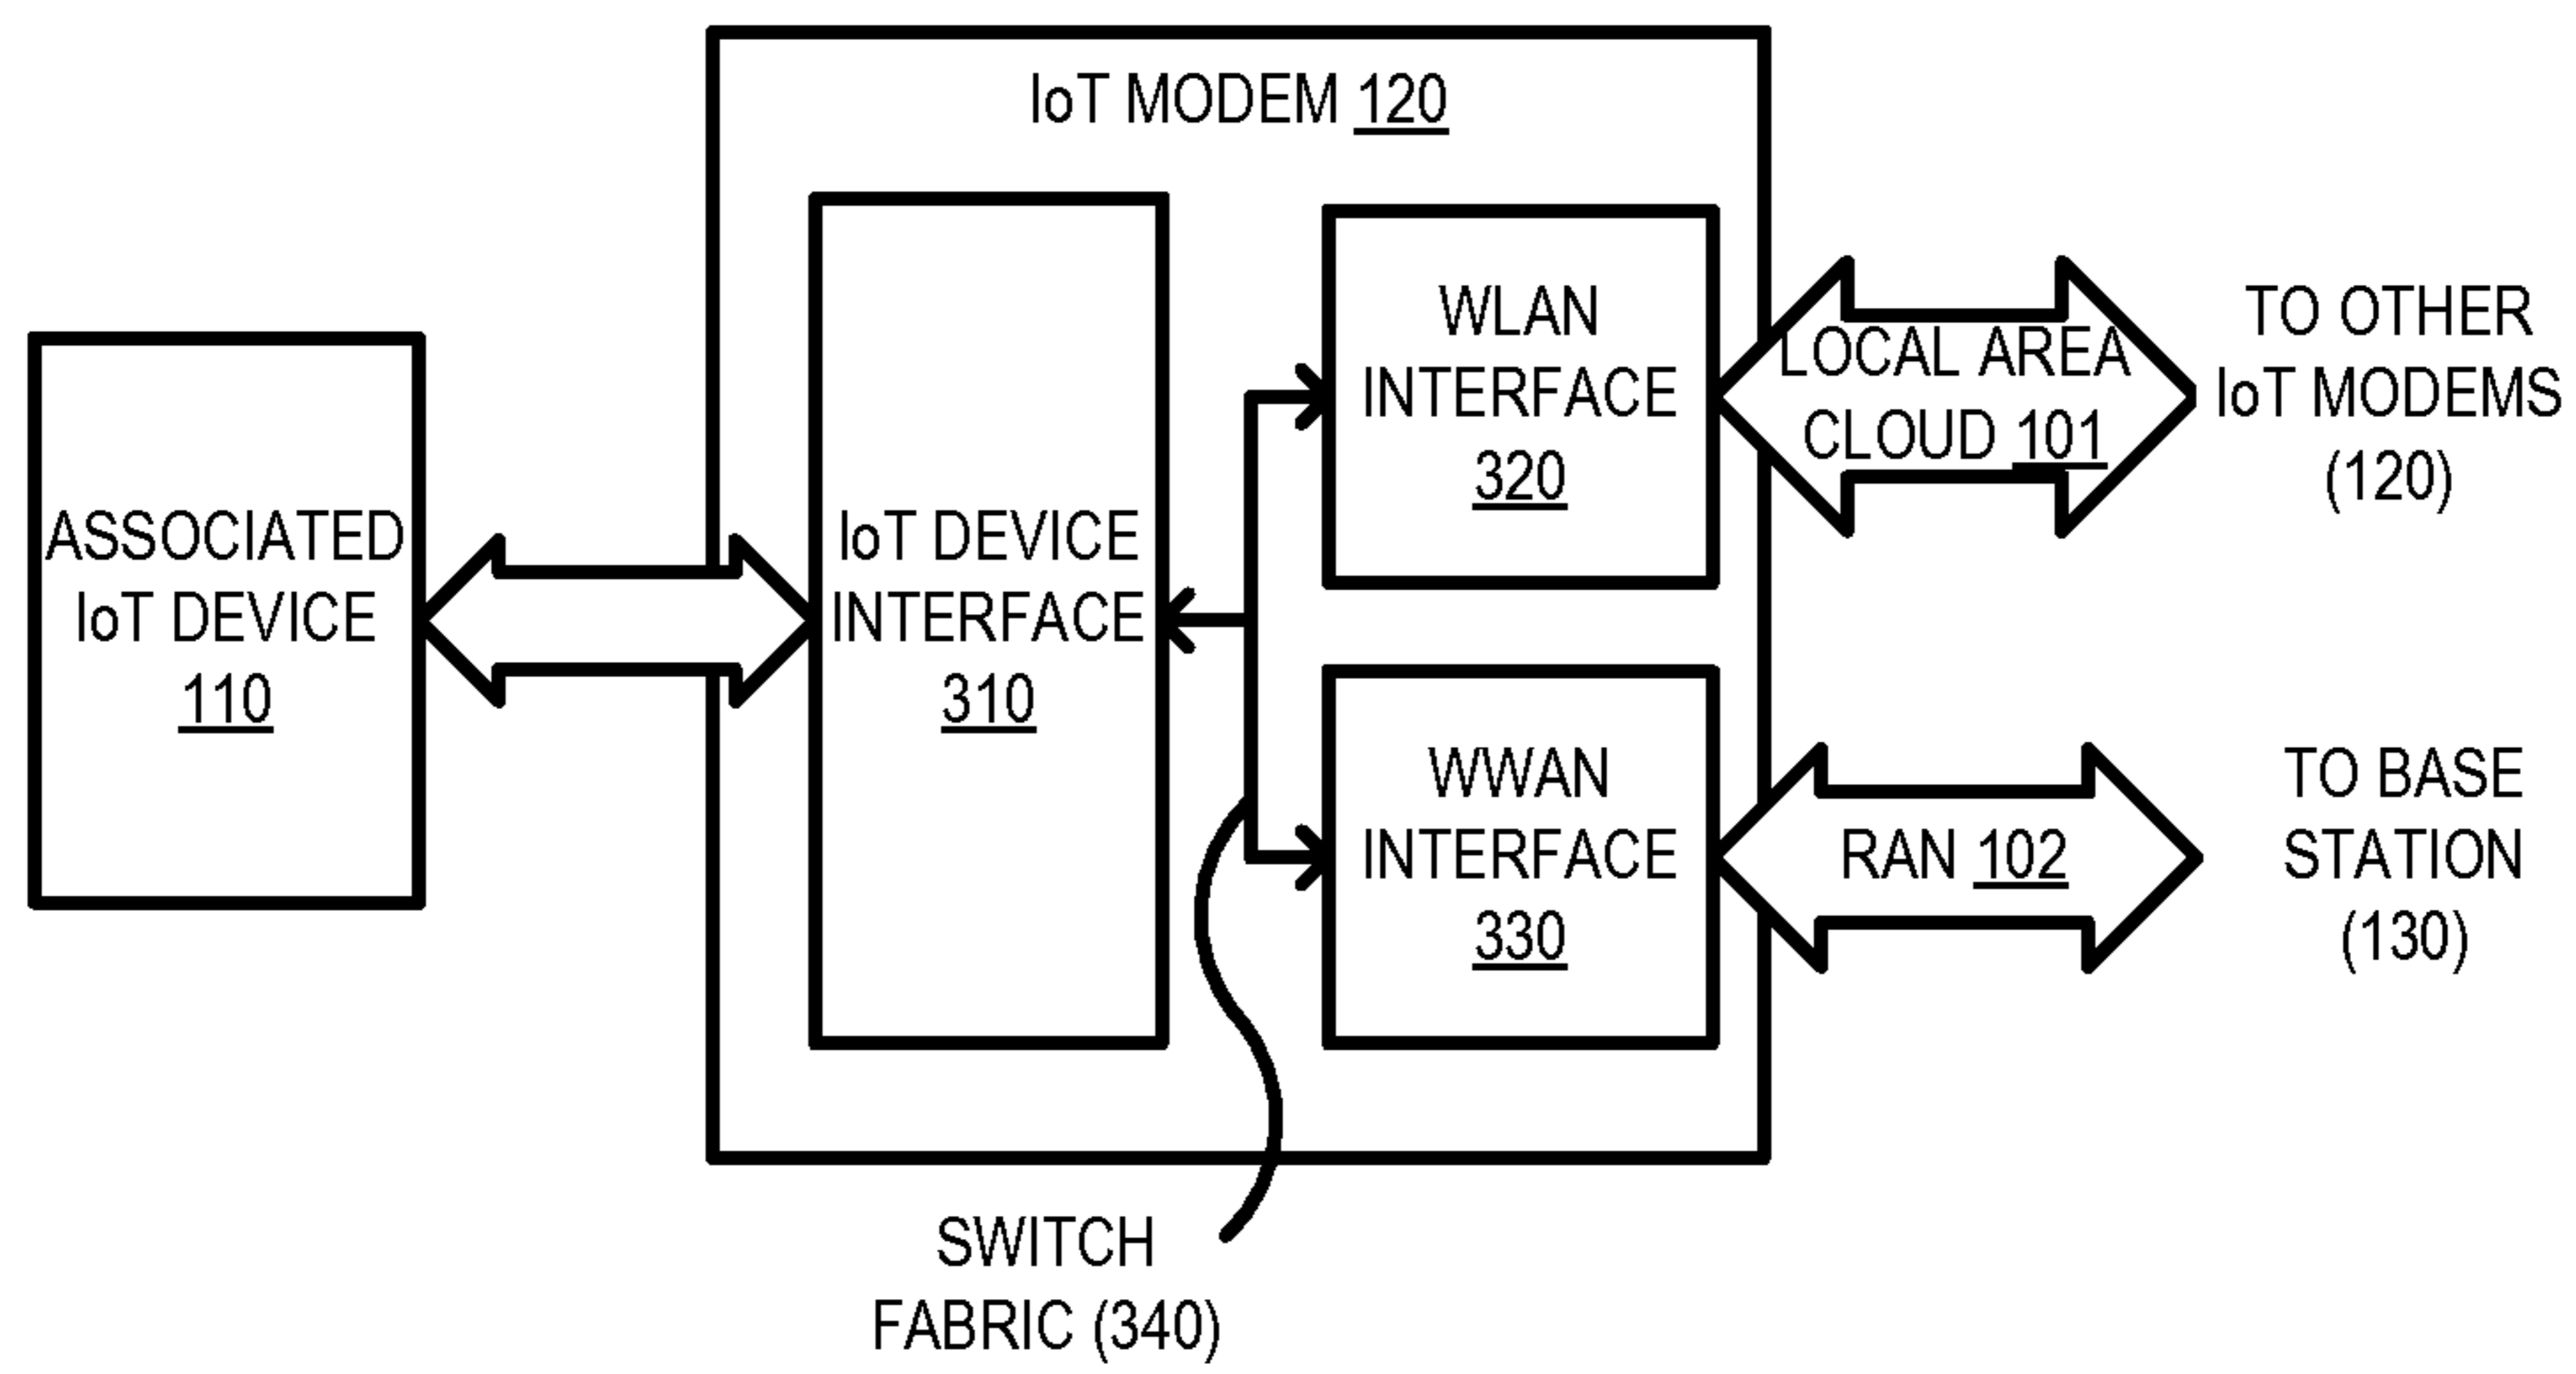 IoT MODEM 120
ASSOCIATED
IoT DEVICE
110
IoT DEVICE
INTERFACE
310
WLAN
INTERFACE
320
LOCAL AREA
CLOUD 101
TO OTHER
IoT MODEMS
(120)
WWAN
INTERFACE
330
RAN 102
TO BASE
STATION
(130)
SWITCH
FABRIC (340)